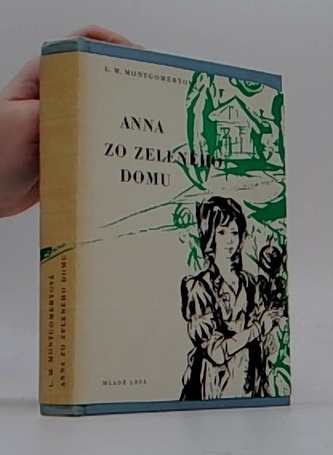 L. M. MONTGOMERYOVÁ
ANNA
ZO ZELENÉHO
DOMU
MLADÉ LETÁ
L. M. MONTGOMERYOVÁ
ANNA ZO ZELENÉHO DOMU